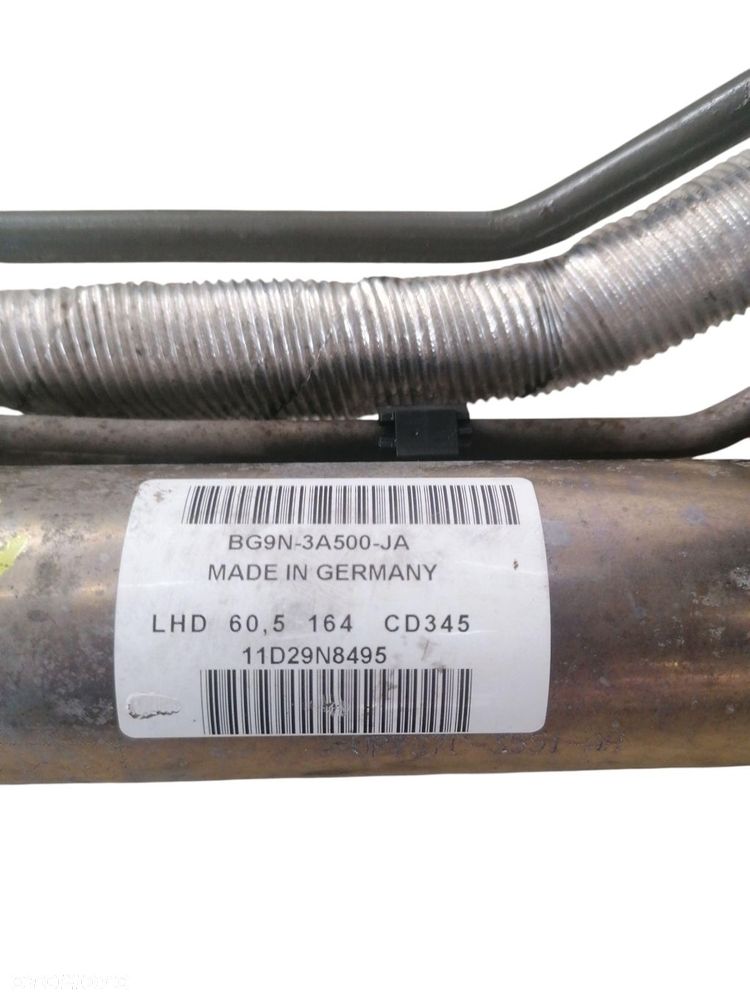 BG9N-3A500-JA
MADE IN GERMANY
LHD 60,5 164 CD345
11D29N8495